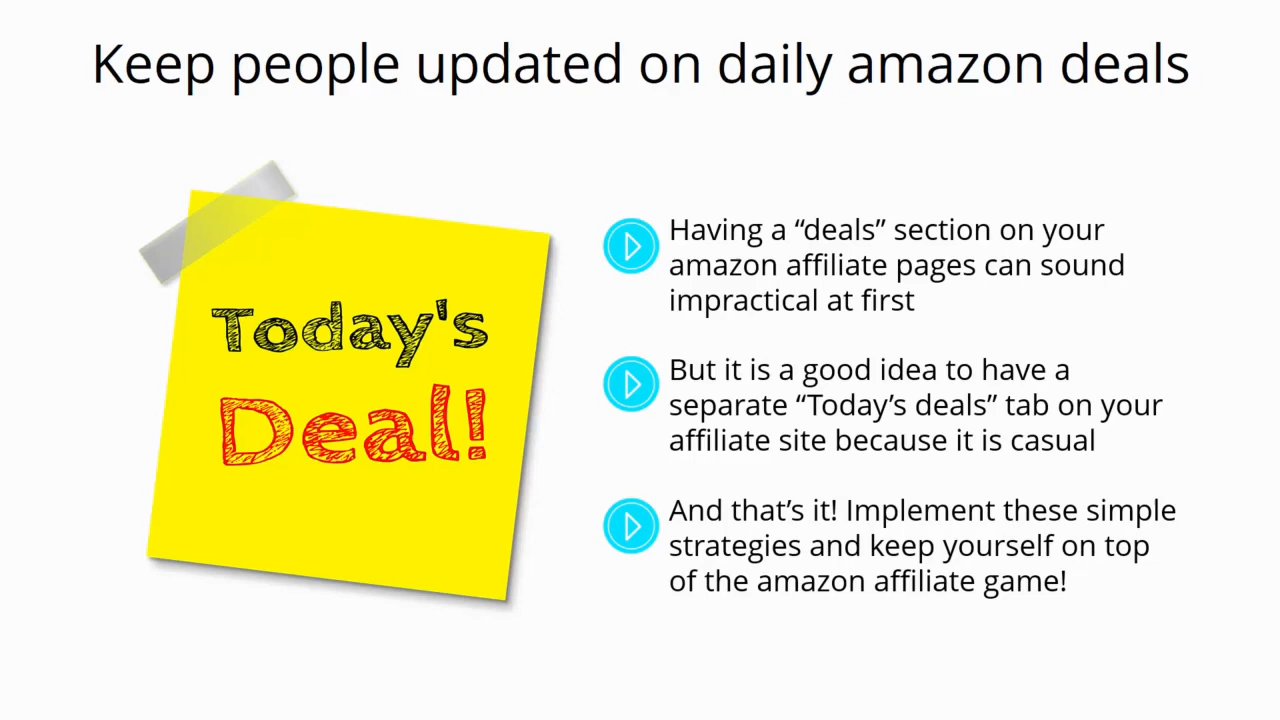 Keep people updated on daily amazon deals
Today's
Deal!
Having a “deals” section on your
amazon affiliate pages can sound
impractical at first
But it is a good idea to have a
separate “Today’s deals” tab on your
affiliate site because it is casual
And that’s it! Implement these simple
strategies and keep yourself on top
of the amazon affiliate game!